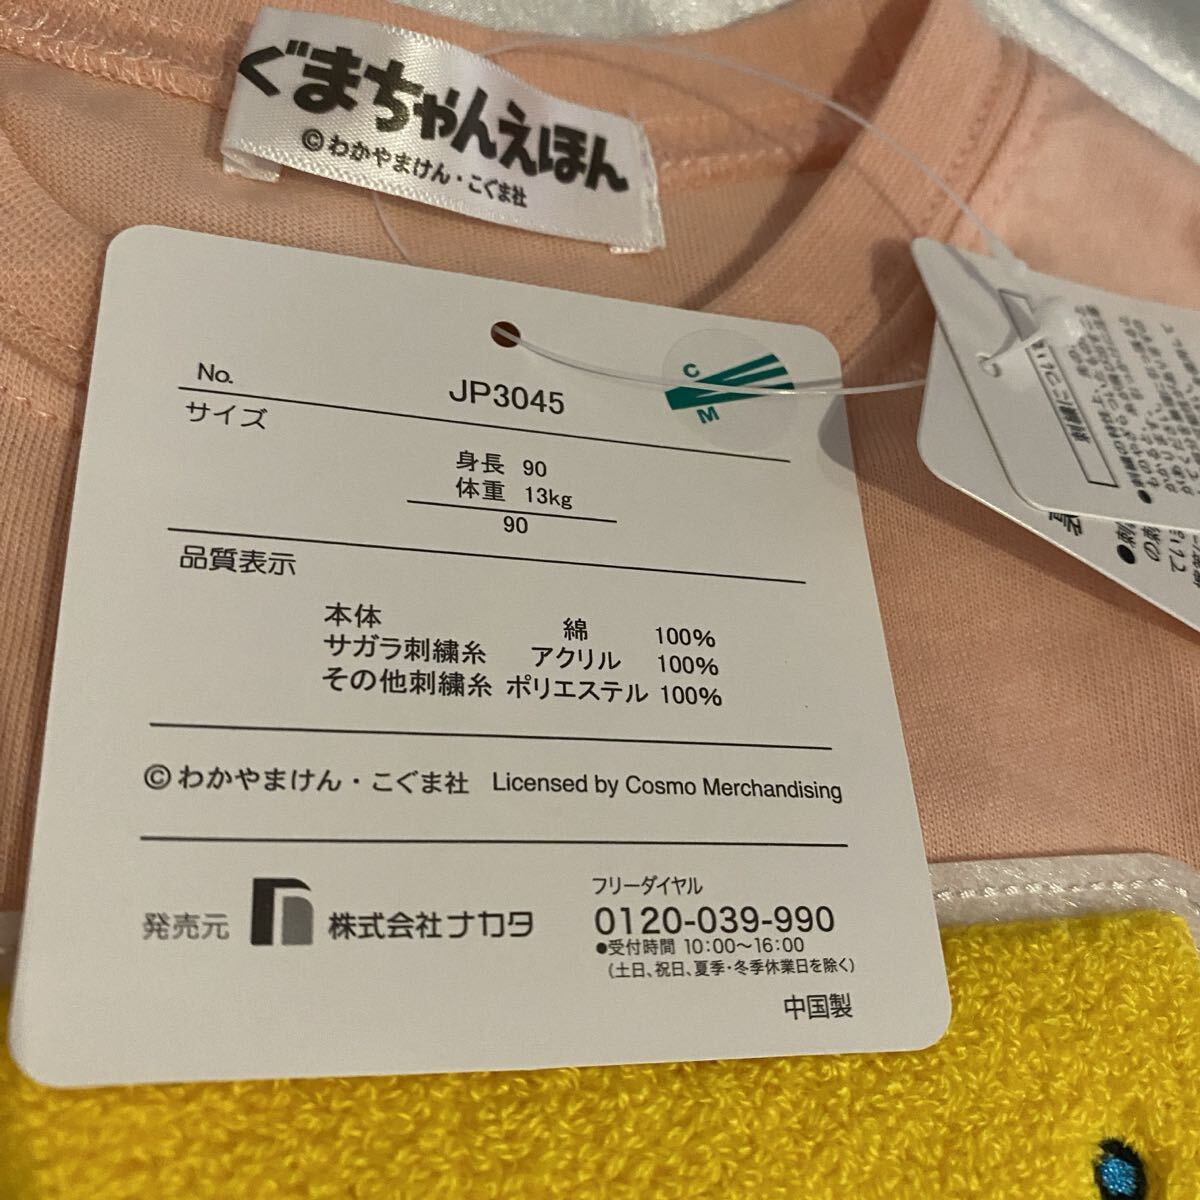 ぐまちゃんえほん
©わかやまけん・こぐま社
No. JP3045
C
M
サイズ
身長 90
体重 13kg
90
品質表示
本体 綿 100%
サガラ刺繍糸 アクリル 100%
その他刺繍糸 ポリエステル 100%
©わかやまけん・こぐま社 Licensed by Cosmo Merchandising
発売元 株式会社ナカタ
フリーダイヤル
0120-039-990
●受付時間 10:00〜16:00
(土日、祝日、夏季・冬季休業日を除く)
中国製